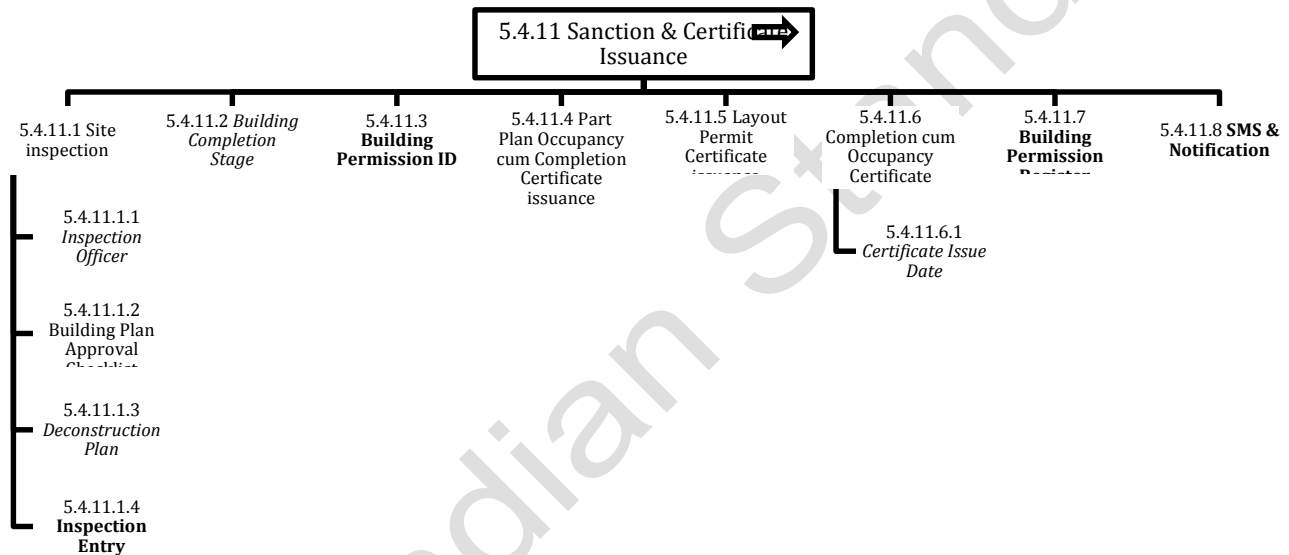 5.4.11 Sanction & Certificate
Issuance
5.4.11.1 Site
inspection
5.4.11.2 Building
Completion
Stage
5.4.11.3
Building
Permission ID
5.4.11.4 Part
Plan Occupancy
cum Completion
Certificate
issuance
5.4.11.5 Layout
Permit
Certificate
issuance
5.4.11.6
Completion cum
Occupancy
Certificate
5.4.11.7
Building
Permission
Register
5.4.11.8 SMS &
Notification
5.4.11.1.1
Inspection
Officer
5.4.11.1.2
Building Plan
Approval
Checklist
5.4.11.1.3
Deconstruction
Plan
5.4.11.1.4
Inspection
Entry
5.4.11.6.1
Certificate Issue
Date